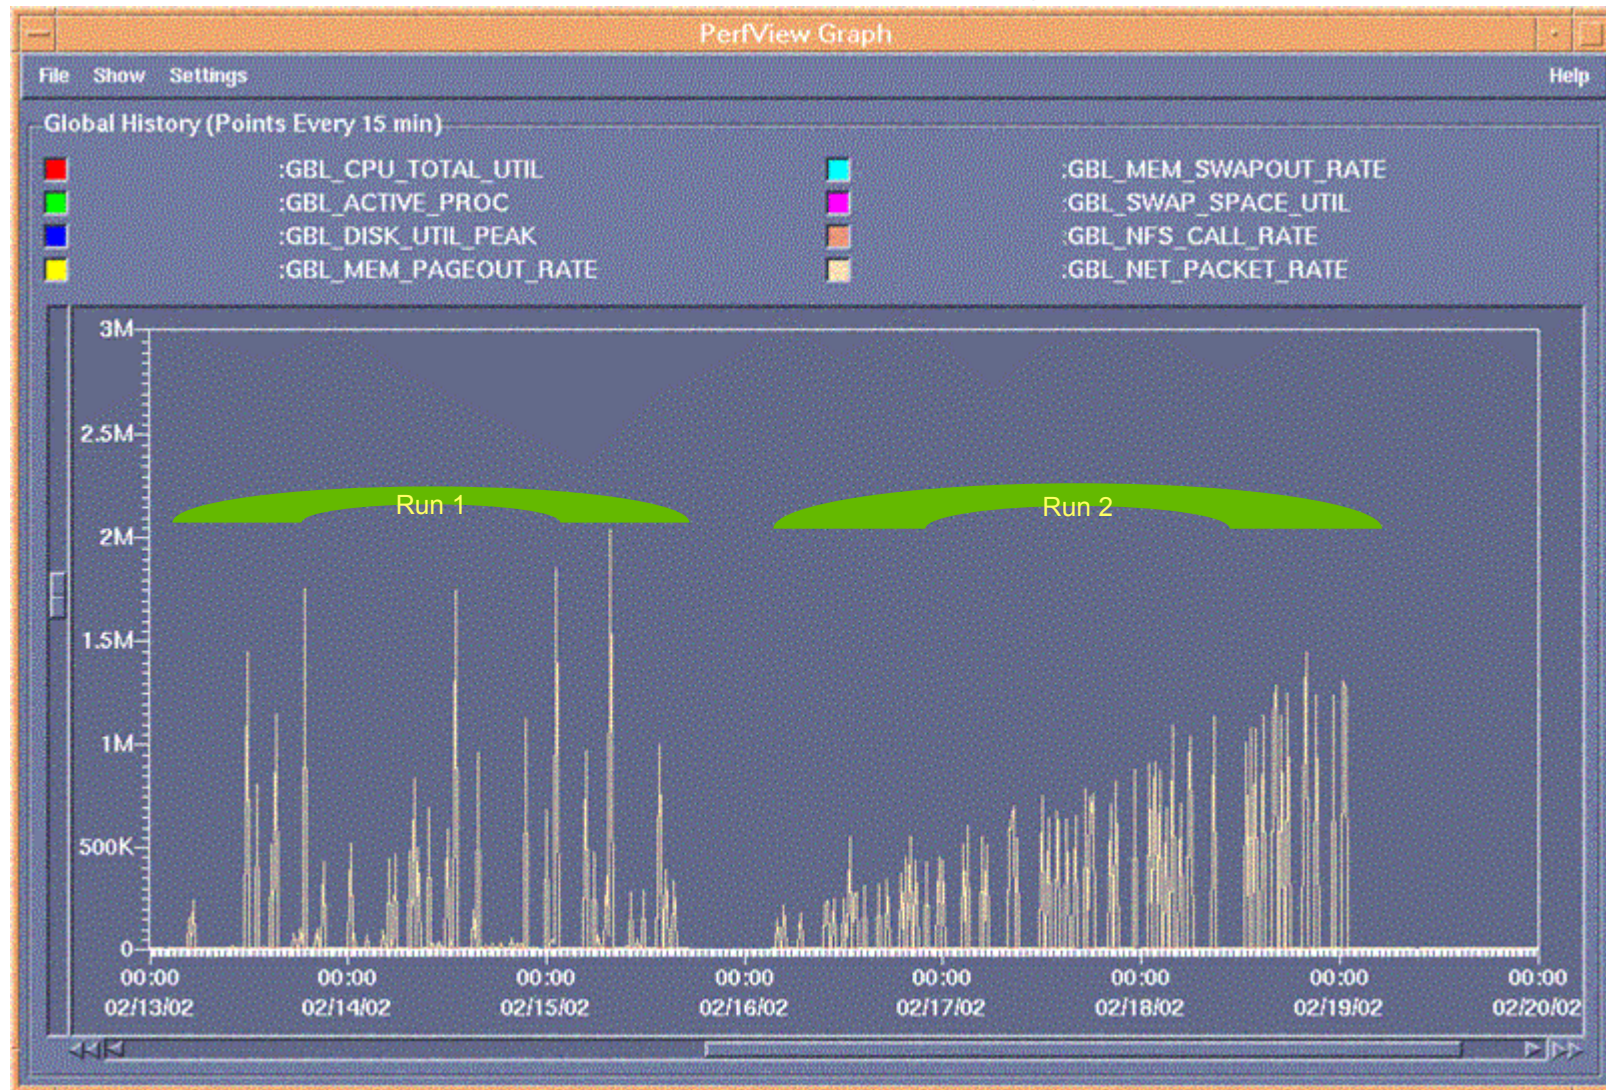 PerfView Graph
File Show Settings Help
Global History (Points Every 15 min)
:GBL_CPU_TOTAL_UTIL :GBL_MEM_SWAPOUT_RATE
:GBL_ACTIVE_PROC :GBL_SWAP_SPACE_UTIL
:GBL_DISK_UTIL_PEAK :GBL_NFS_CALL_RATE
:GBL_MEM_PAGEOUT_RATE :GBL_NET_PACKET_RATE
3M
2.5M
Run 1 Run 2
2M
1.5M
1M
500K
0
00:00 00:00 00:00 00:00 00:00 00:00 00:00 00:00
02/13/02 02/14/02 02/15/02 02/16/02 02/17/02 02/18/02 02/19/02 02/20/02